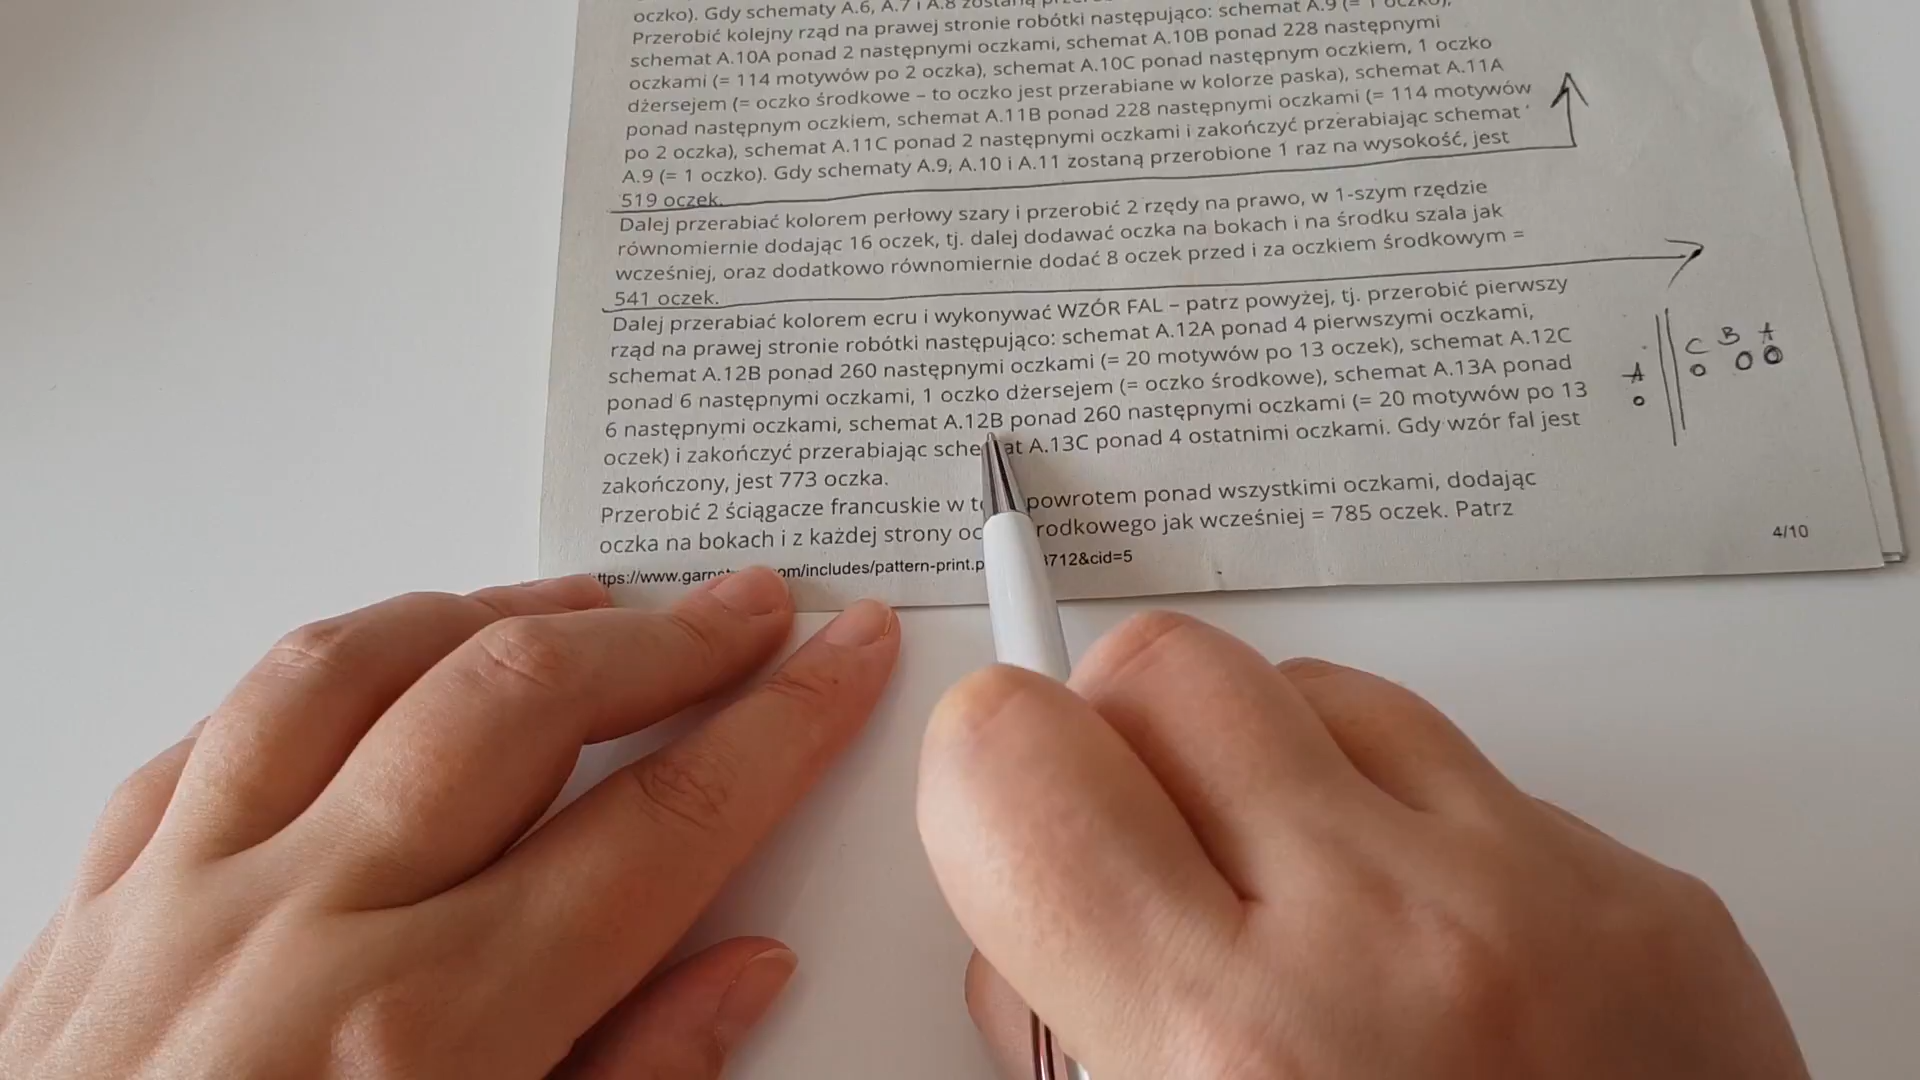 oczko). Gdy schematy A.6, A.7 i A.8 zostaną
Przerobić kolejny rząd na prawej stronie robótki następująco: schemat A.9 (= 1 oczko),
schemat A.10A ponad 2 następnymi oczkami, schemat A.10B ponad 228 następnymi
oczkami (= 114 motywów po 2 oczka), schemat A.10C ponad następnym oczkiem, 1 oczko
dżersejem (= oczko środkowe – to oczko jest przerabiane w kolorze paska), schemat A.11A
ponad następnym oczkiem, schemat A.11B ponad 228 następnymi oczkami (= 114 motywów
po 2 oczka), schemat A.11C ponad 2 następnymi oczkami i zakończyć przerabiając schemat
A.9 (= 1 oczko). Gdy schematy A.9, A.10 i A.11 zostaną przerobione 1 raz na wysokość, jest
519 oczek.
Dalej przerabiać kolorem perłowy szary i przerobić 2 rzędy na prawo, w 1-szym rzędzie
równomiernie dodając 16 oczek, tj. dalej dodawać oczka na bokach i na środku szala jak
wcześniej, oraz dodatkowo równomiernie dodać 8 oczek przed i za oczkiem środkowym =
541 oczek.
Dalej przerabiać kolorem ecru i wykonywać WZÓR FAL – patrz powyżej, tj. przerobić pierwszy
rząd na prawej stronie robótki następująco: schemat A.12A ponad 4 pierwszymi oczkami,
schemat A.12B ponad 260 następnymi oczkami (= 20 motywów po 13 oczek), schemat A.12C
ponad 6 następnymi oczkami, 1 oczko dżersejem (= oczko środkowe), schemat A.13A ponad
6 następnymi oczkami, schemat A.12B ponad 260 następnymi oczkami (= 20 motywów po 13
oczek) i zakończyć przerabiając sche at A.13C ponad 4 ostatnimi oczkami. Gdy wzór fal jest
zakończony, jest 773 oczka.
Przerobić 2 ściągacze francuskie w t powrotem ponad wszystkimi oczkami, dodając
oczka na bokach i z każdej strony oc rodkowego jak wcześniej = 785 oczek. Patrz
ttps://www.garn om/includes/pattern-print.p 712&cid=5
4/10
C B A
A